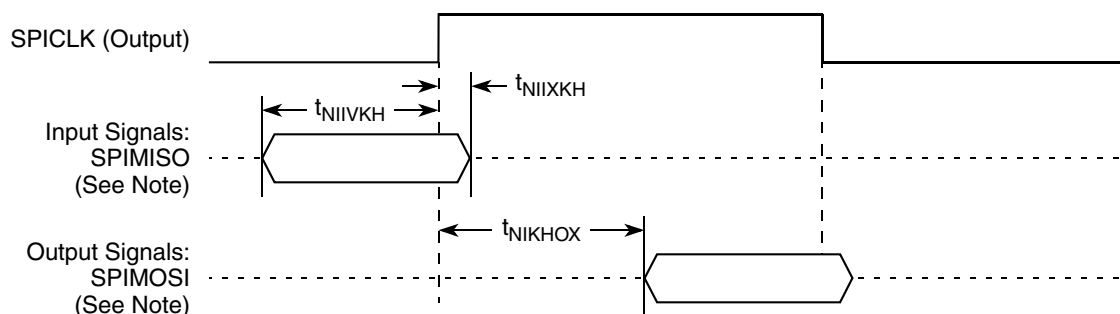 SPICLK (Output)
tNIIXKH
tNIIVKH
Input Signals:
SPIMISO
(See Note)
tNIKHOX
Output Signals:
SPIMOSI
(See Note)